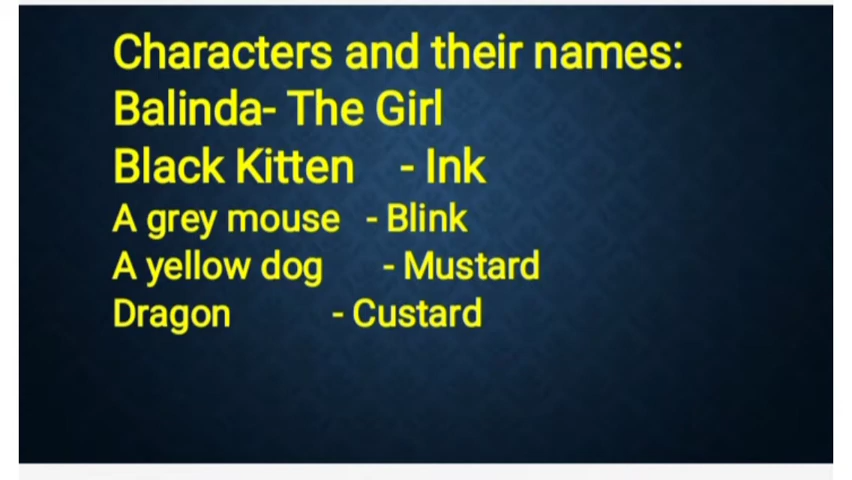 Characters and their names:
Balinda- The Girl
Black Kitten - Ink
A grey mouse - Blink
A yellow dog - Mustard
Dragon - Custard